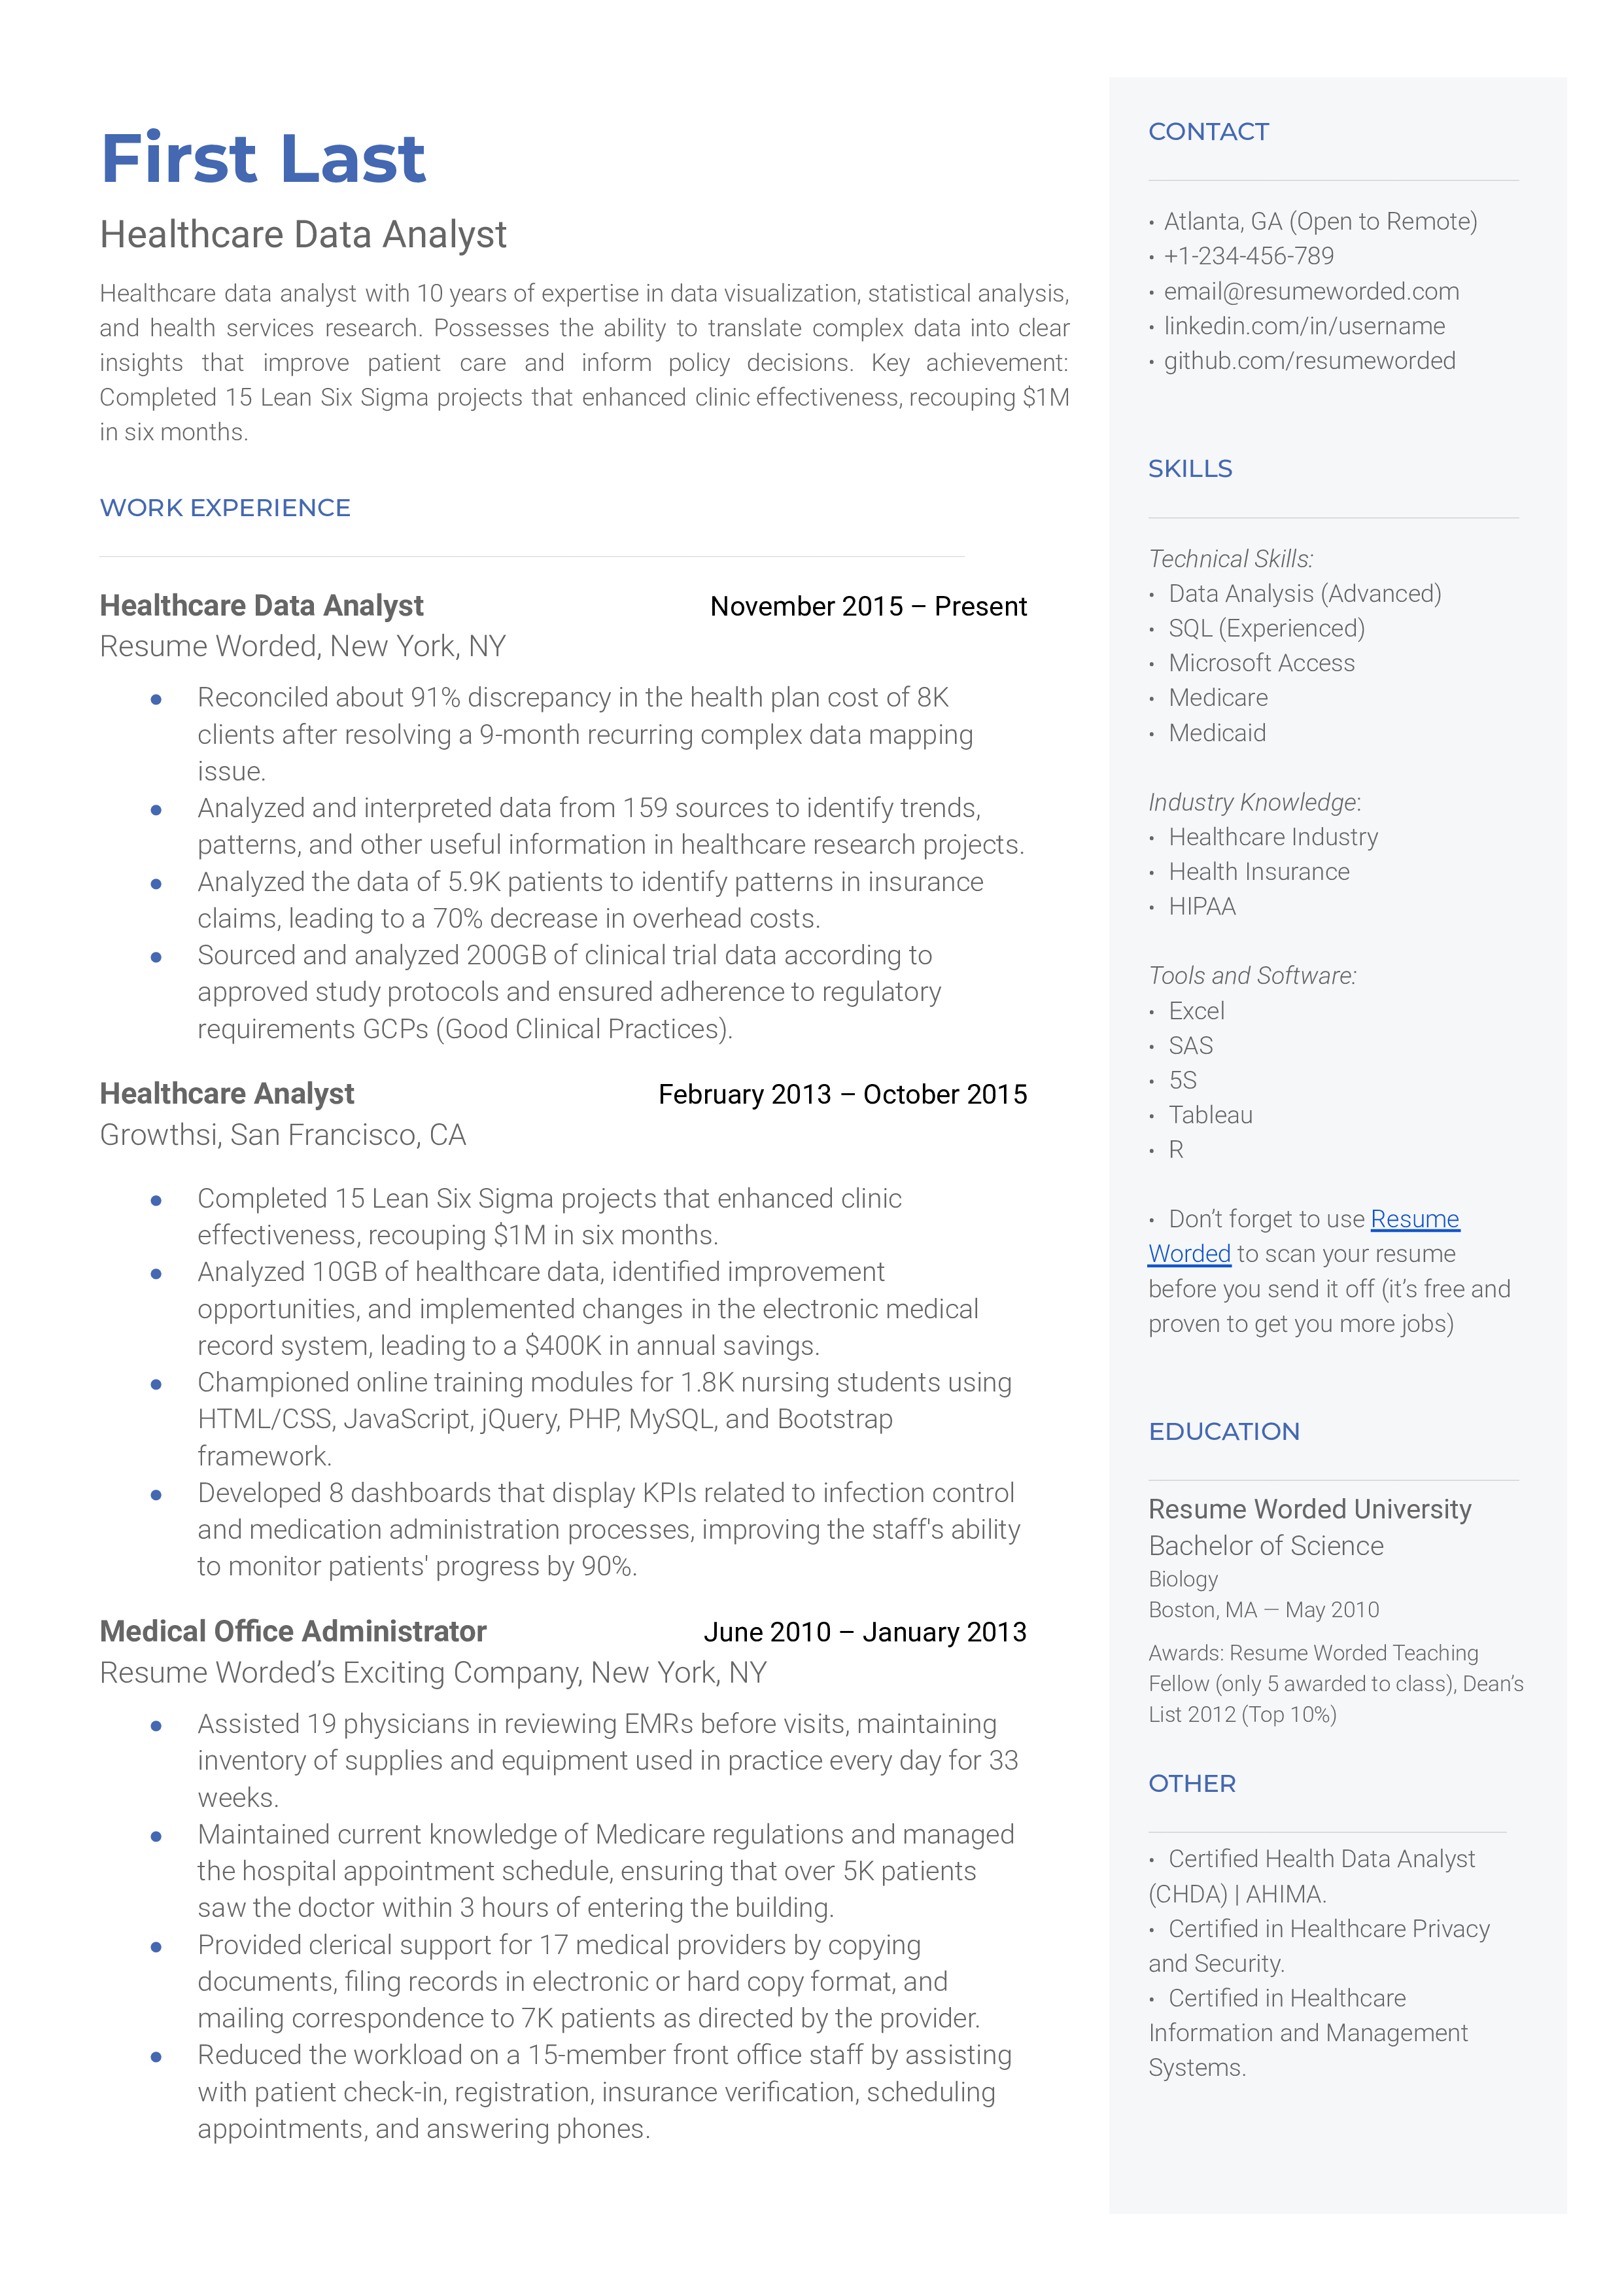 First Last
Healthcare Data Analyst
Healthcare data analyst with 10 years of expertise in data visualization, statistical analysis,
and health services research. Possesses the ability to translate complex data into clear
insights that improve patient care and inform policy decisions. Key achievement:
Completed 15 Lean Six Sigma projects that enhanced clinic effectiveness, recouping $1M
in six months.
WORK EXPERIENCE
Healthcare Data Analyst November 2015 – Present
Resume Worded, New York, NY
● Reconciled about 91% discrepancy in the health plan cost of 8K
clients after resolving a 9-month recurring complex data mapping
issue.
● Analyzed and interpreted data from 159 sources to identify trends,
patterns, and other useful information in healthcare research projects.
● Analyzed the data of 5.9K patients to identify patterns in insurance
claims, leading to a 70% decrease in overhead costs.
● Sourced and analyzed 200GB of clinical trial data according to
approved study protocols and ensured adherence to regulatory
requirements GCPs (Good Clinical Practices).
Healthcare Analyst February 2013 – October 2015
Growthsi, San Francisco, CA
● Completed 15 Lean Six Sigma projects that enhanced clinic
effectiveness, recouping $1M in six months.
● Analyzed 10GB of healthcare data, identified improvement
opportunities, and implemented changes in the electronic medical
record system, leading to a $400K in annual savings.
● Championed online training modules for 1.8K nursing students using
HTML/CSS, JavaScript, jQuery, PHP, MySQL, and Bootstrap
framework.
● Developed 8 dashboards that display KPIs related to infection control
and medication administration processes, improving the staff's ability
to monitor patients' progress by 90%.
Medical Office Administrator June 2010 – January 2013
Resume Worded’s Exciting Company, New York, NY
● Assisted 19 physicians in reviewing EMRs before visits, maintaining
inventory of supplies and equipment used in practice every day for 33
weeks.
● Maintained current knowledge of Medicare regulations and managed
the hospital appointment schedule, ensuring that over 5K patients
saw the doctor within 3 hours of entering the building.
● Provided clerical support for 17 medical providers by copying
documents, filing records in electronic or hard copy format, and
mailing correspondence to 7K patients as directed by the provider.
● Reduced the workload on a 15-member front office staff by assisting
with patient check-in, registration, insurance verification, scheduling
appointments, and answering phones.
CONTACT
• Atlanta, GA (Open to Remote)
• +1-234-456-789
• email@resumeworded.com
• linkedin.com/in/username
• github.com/resumeworded
SKILLS
Technical Skills:
• Data Analysis (Advanced)
• SQL (Experienced)
• Microsoft Access
• Medicare
• Medicaid
Industry Knowledge:
• Healthcare Industry
• Health Insurance
• HIPAA
Tools and Software:
• Excel
• SAS
• 5S
• Tableau
• R
• Don’t forget to use Resume
Worded to scan your resume
before you send it off (it’s free and
proven to get you more jobs)
EDUCATION
Resume Worded University
Bachelor of Science
Biology
Boston, MA — May 2010
Awards: Resume Worded Teaching
Fellow (only 5 awarded to class), Dean’s
List 2012 (Top 10%)
OTHER
• Certified Health Data Analyst
(CHDA) | AHIMA.
• Certified in Healthcare Privacy
and Security.
• Certified in Healthcare
Information and Management
Systems.